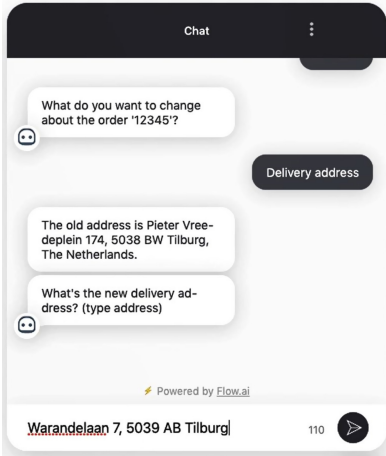 Chat
What do you want to change
about the order '12345'?
Delivery address
The old address is Pieter Vree-
deplein 174, 5038 BW Tilburg,
The Netherlands.
What's the new delivery ad-
dress? (type address)
⚡ Powered by Flow.ai
Warandelaan 7, 5039 AB Tilburg
110